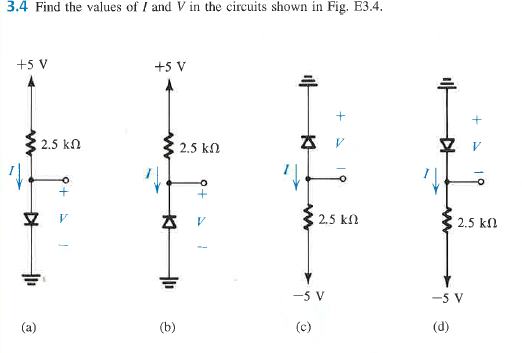 3.4 Find the values of I and V in the circuits shown in Fig. E3.4.
+5 V
+5 V
2.5 kΩ
2.5 kΩ
+
V
−
+
V
−
I
I
I
I
+
V
−
+
V
−
2.5 kΩ
2.5 kΩ
−5 V
−5 V
(a)
(b)
(c)
(d)